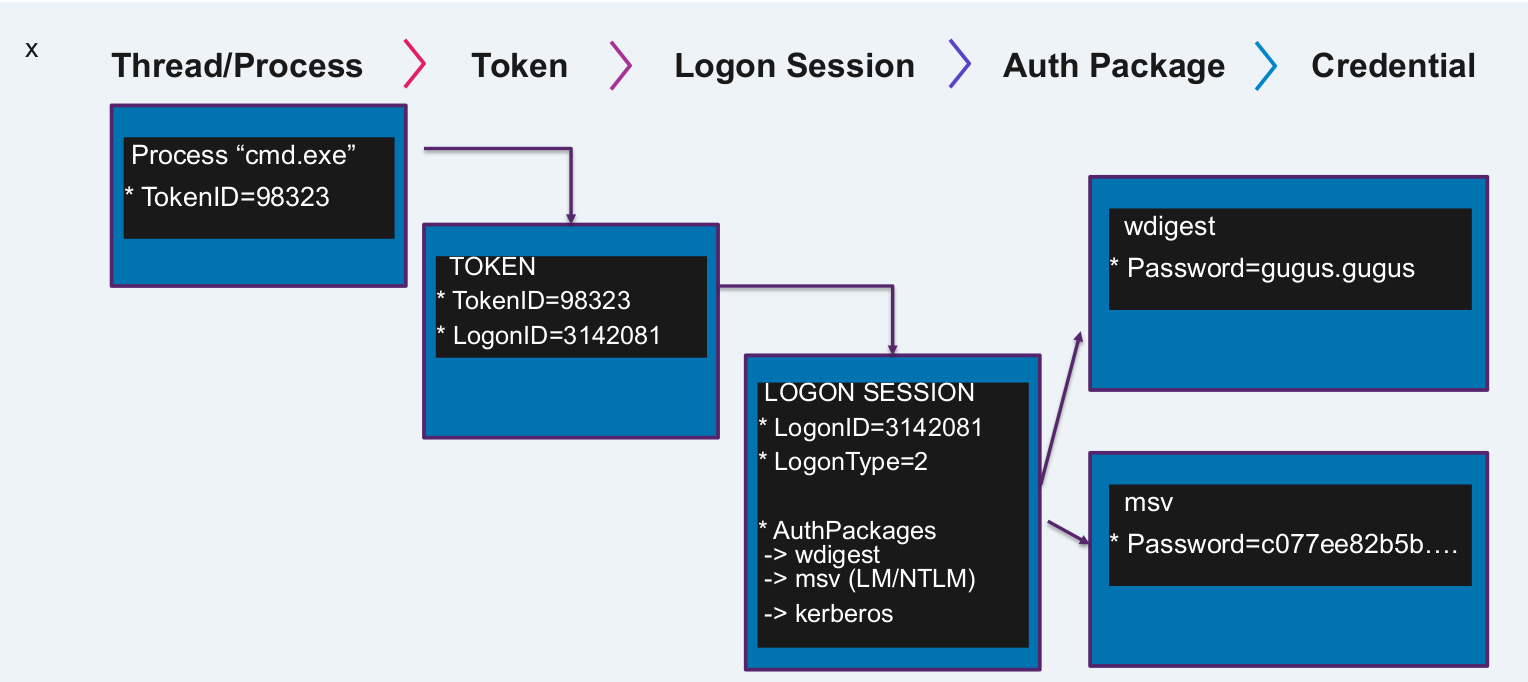 x
Thread/Process
Token
Logon Session
Auth Package
Credential
Process “cmd.exe”
* TokenID=98323
TOKEN
* TokenID=98323
* LogonID=3142081
LOGON SESSION
* LogonID=3142081
* LogonType=2
* AuthPackages
-> wdigest
-> msv (LM/NTLM)
-> kerberos
wdigest
* Password=gugus.gugus
msv
* Password=c077ee82b5b….